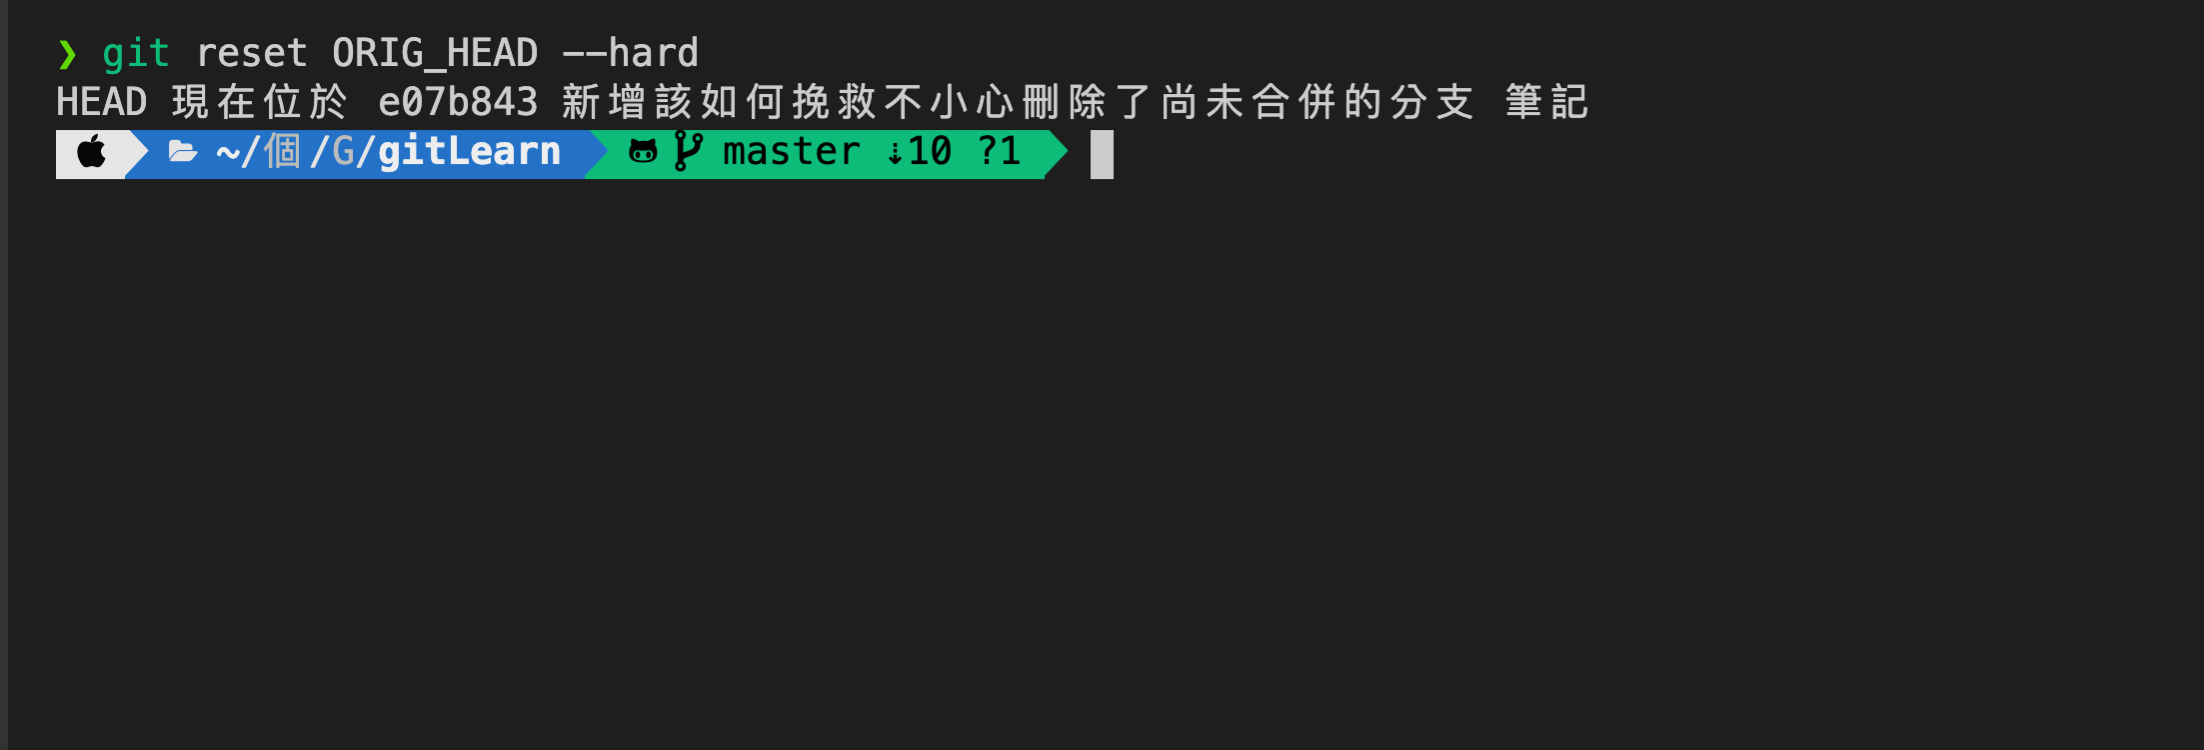 ❯ git reset ORIG_HEAD --hard
HEAD 現在位於 e07b843 新增該如何挽救不小心刪除了尚未合併的分支 筆記
~/個/G/gitLearn master ⇣10 ?1